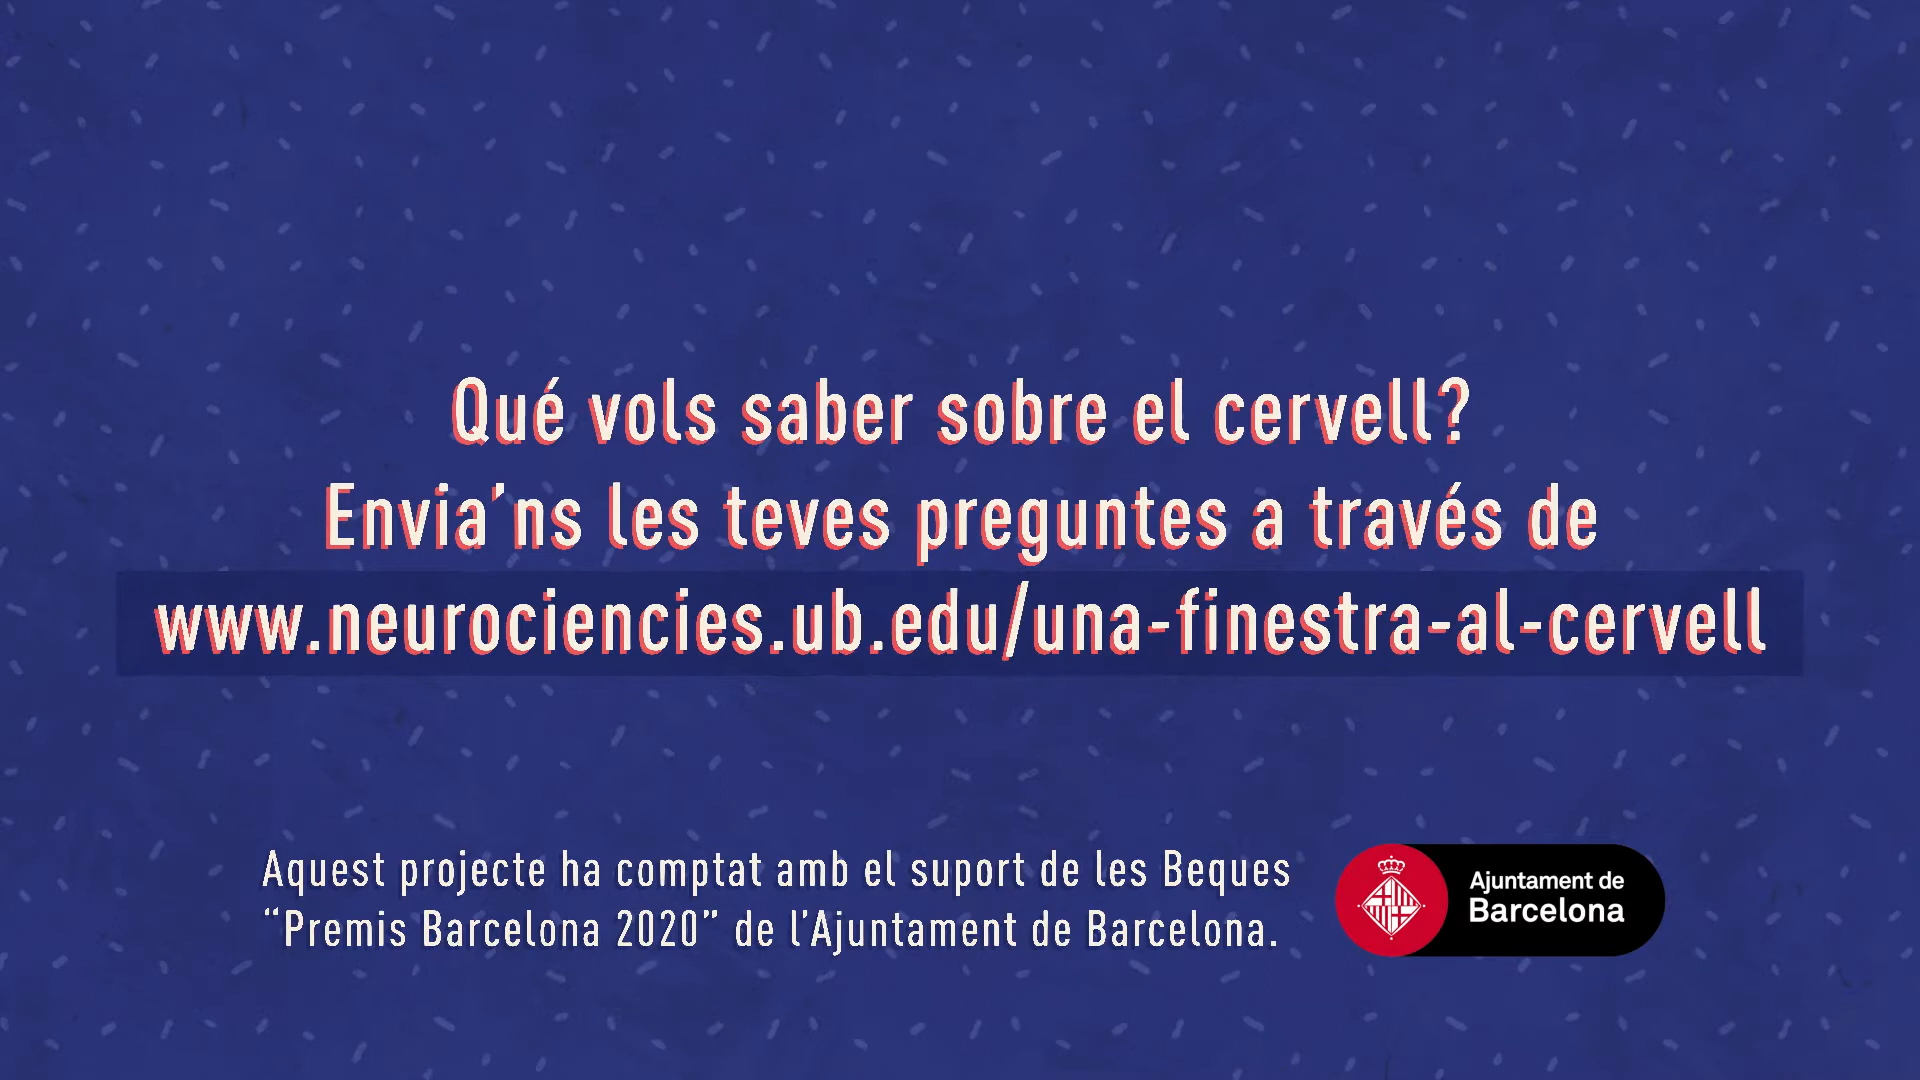 Qué vols saber sobre el cervell?
Envia'ns les teves preguntes a través de
www.neurociencies.ub.edu/una-finestra-al-cervell
Aquest projecte ha comptat amb el suport de les Beques
“Premis Barcelona 2020” de l'Ajuntament de Barcelona.
Ajuntament de
Barcelona